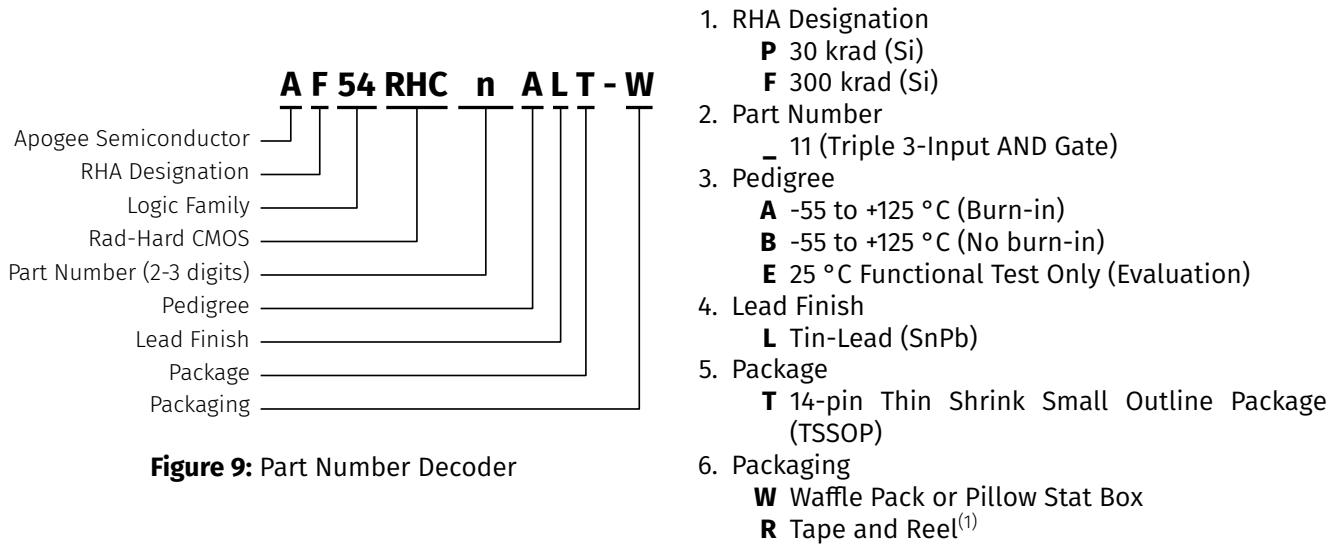 A F 54 RHC n A L T - W
Apogee Semiconductor
RHA Designation
Logic Family
Rad-Hard CMOS
Part Number (2-3 digits)
Pedigree
Lead Finish
Package
Packaging
Figure 9: Part Number Decoder
1. RHA Designation
P 30 krad (Si)
F 300 krad (Si)
2. Part Number
_ 11 (Triple 3-Input AND Gate)
3. Pedigree
A -55 to +125 °C (Burn-in)
B -55 to +125 °C (No burn-in)
E 25 °C Functional Test Only (Evaluation)
4. Lead Finish
L Tin-Lead (SnPb)
5. Package
T 14-pin Thin Shrink Small Outline Package
(TSSOP)
6. Packaging
W Waffle Pack or Pillow Stat Box
R Tape and Reel(1)